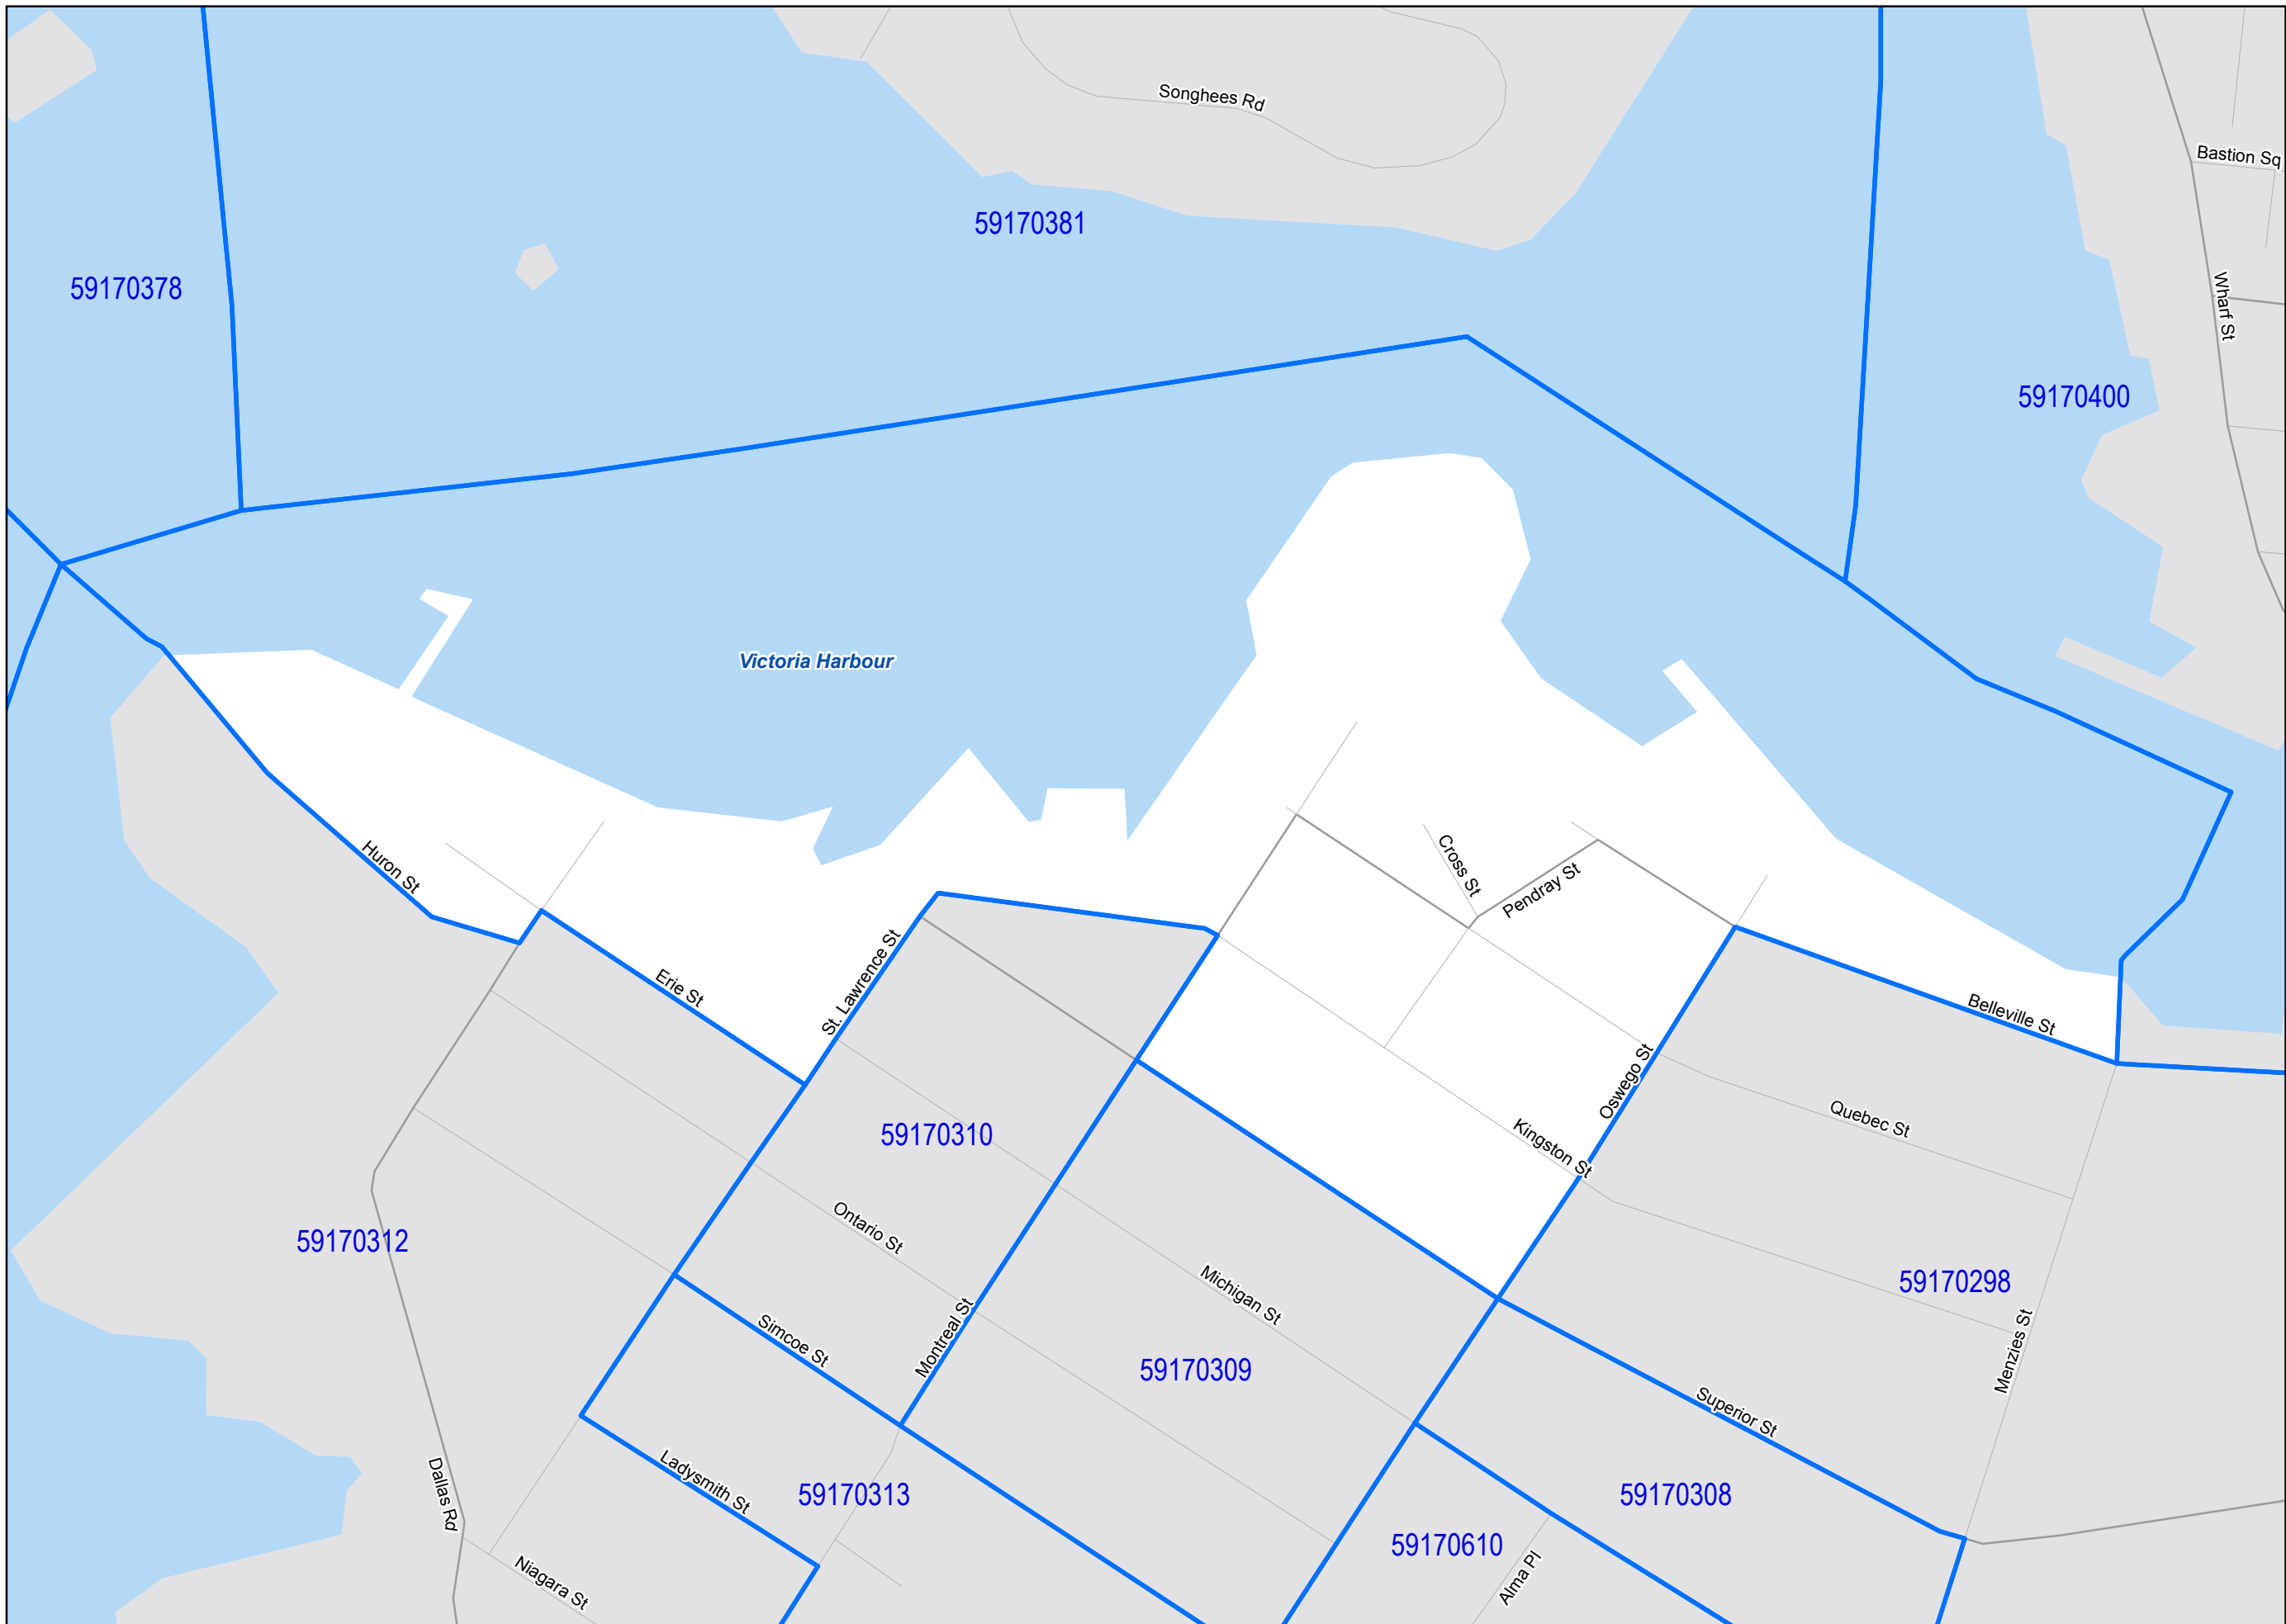 Songhees Rd
Bastion Sq
59170381
59170378
Wharf St
59170400
Victoria Harbour
Huron St
Cross St
Pendray St
Erie St
St. Lawrence St
Belleville St
Oswego St
Quebec St
59170310
Kingston St
Ontario St
59170312
Michigan St
59170298
Simcoe St
Montreal St
Menzies St
59170309
Superior St
Ladysmith St
Dallas Rd
59170313
59170308
59170610
Alma Pl
Niagara St